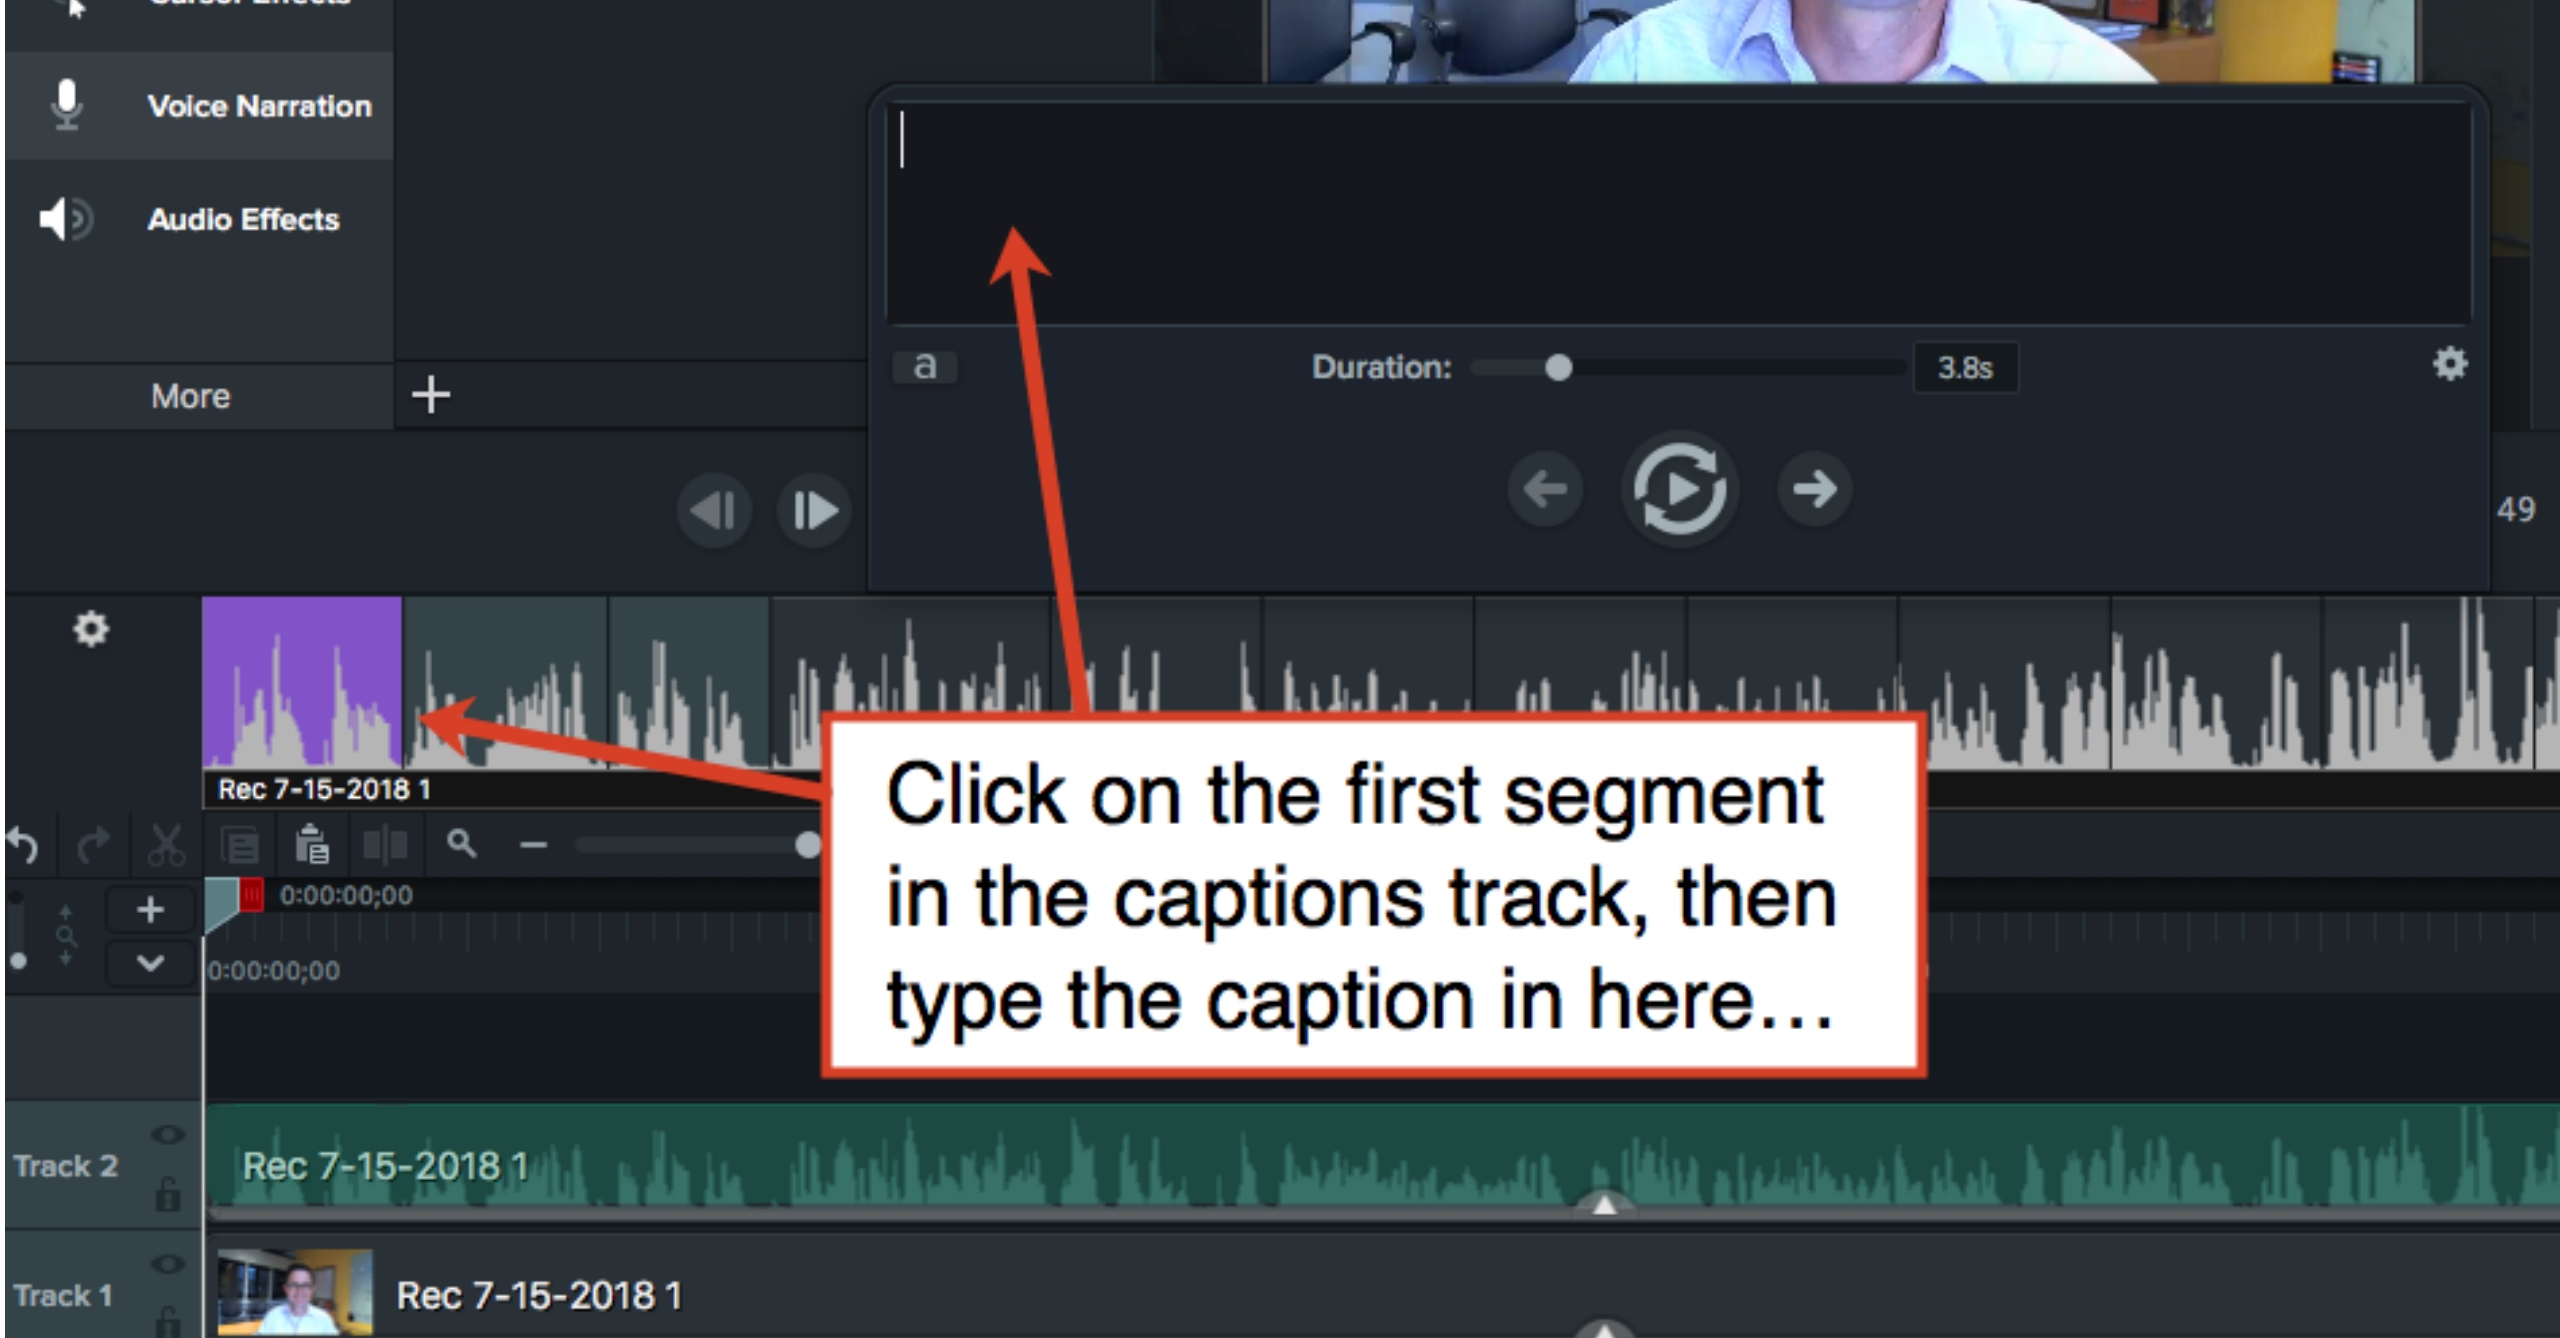 Cursor Effects
Voice Narration
Audio Effects
More
a
Duration:
3.8s
49
Rec 7-15-2018 1
0:00:00;00
0:00:00;00
Click on the first segment
in the captions track, then
type the caption in here...
Track 2
Rec 7-15-2018 1
Track 1
Rec 7-15-2018 1